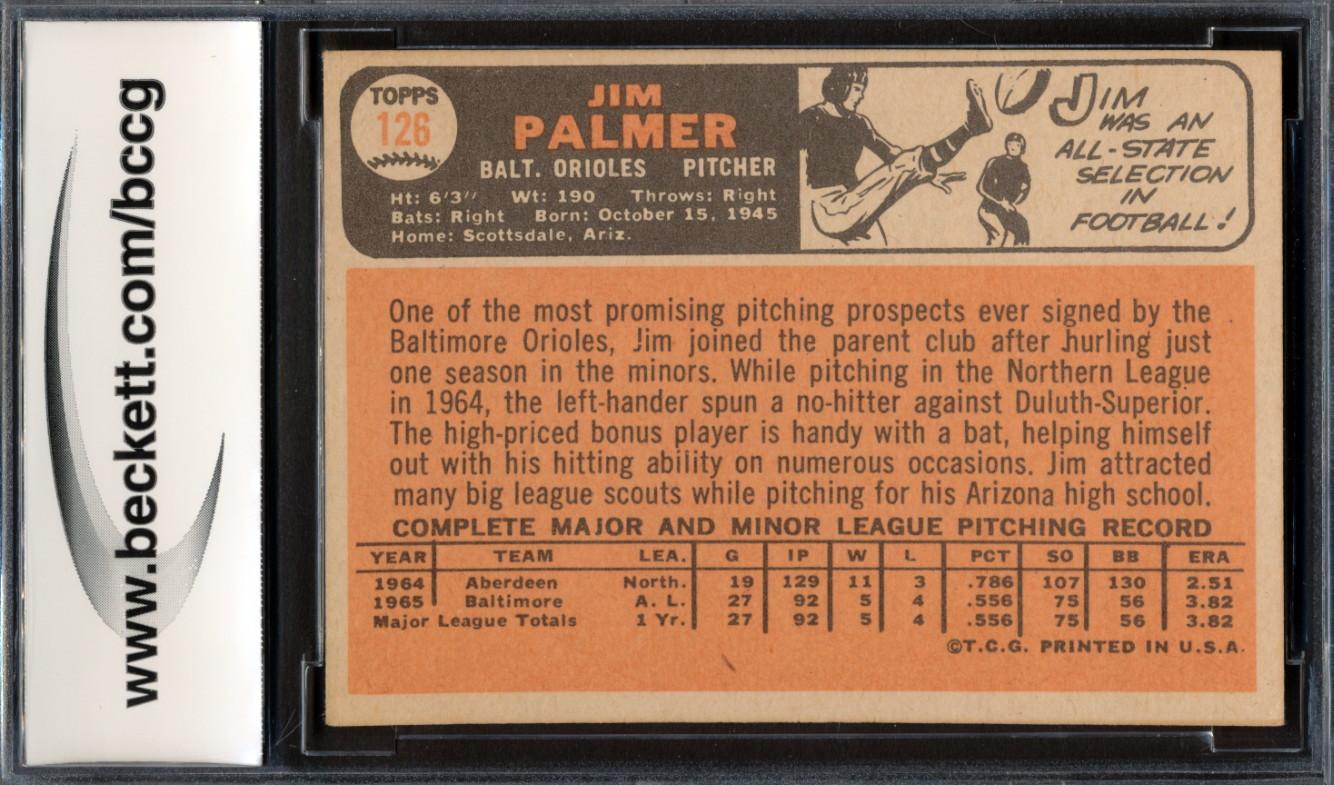 www.beckett.com/bccg
TOPPS
126
JIM
PALMER
BALT. ORIOLES PITCHER
Ht: 6'3" Wt: 190 Throws: Right
Bats: Right Born: October 15, 1945
Home: Scottsdale, Ariz.
JIM
WAS AN
ALL-STATE
SELECTION
IN
FOOTBALL!
One of the most promising pitching prospects ever signed by the
Baltimore Orioles, Jim joined the parent club after hurling just
one season in the minors. While pitching in the Northern League
in 1964, the left-hander spun a no-hitter against Duluth-Superior.
The high-priced bonus player is handy with a bat, helping himself
out with his hitting ability on numerous occasions. Jim attracted
many big league scouts while pitching for his Arizona high school.
COMPLETE MAJOR AND MINOR LEAGUE PITCHING RECORD
YEAR TEAM LEA. G IP W L PCT SO BB ERA
1964 Aberdeen North. 19 129 11 3 .786 107 130 2.51
1965 Baltimore A. L. 27 92 5 4 .556 75 56 3.82
Major League Totals 1 Yr. 27 92 5 4 .556 75 56 3.82
©T.C.G. PRINTED IN U.S.A.